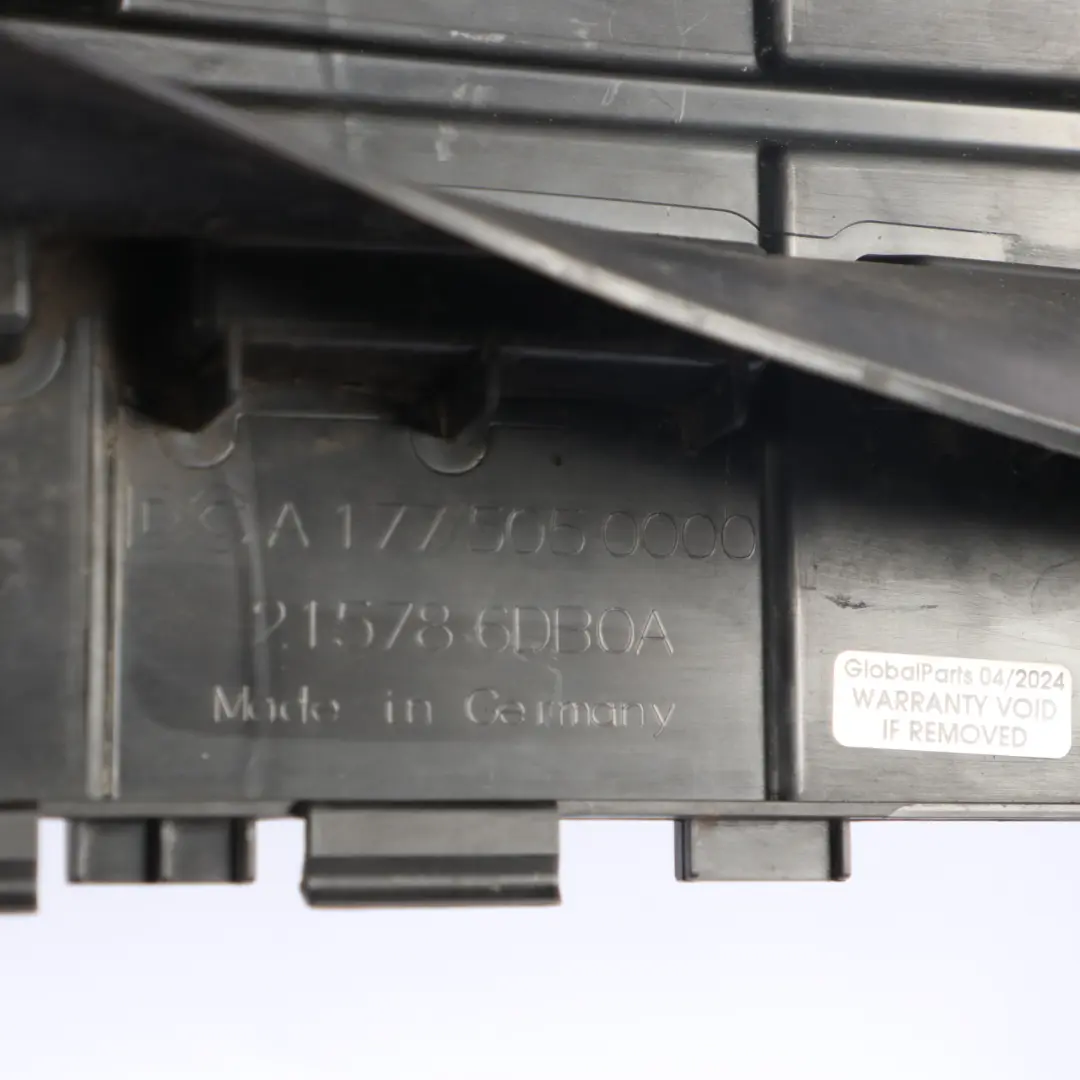 A 177 505 0000
21578 6DB0A
Made in Germany
GlobalParts 04/2024
WARRANTY VOID
IF REMOVED